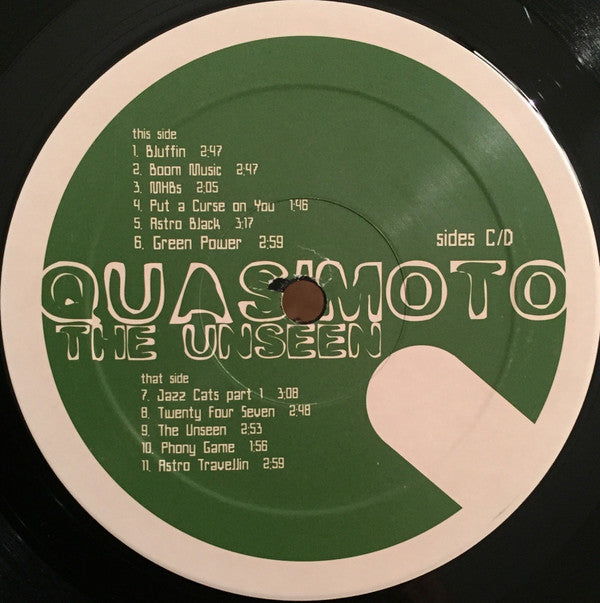 this side
1. Bluffin 2:47
2. Boom Music 2:47
3. MHBs 2:05
4. Put a Curse on You 1:46
5. Astro Black 3:17
6. Green Power 2:59
sides C/D
QUASIMOTO
THE UNSEEN
that side
7. Jazz Cats part 1 3:08
8. Twenty Four Seven 2:48
9. The Unseen 2:53
10. Phony Game 1:56
11. Astro Travellin 2:59